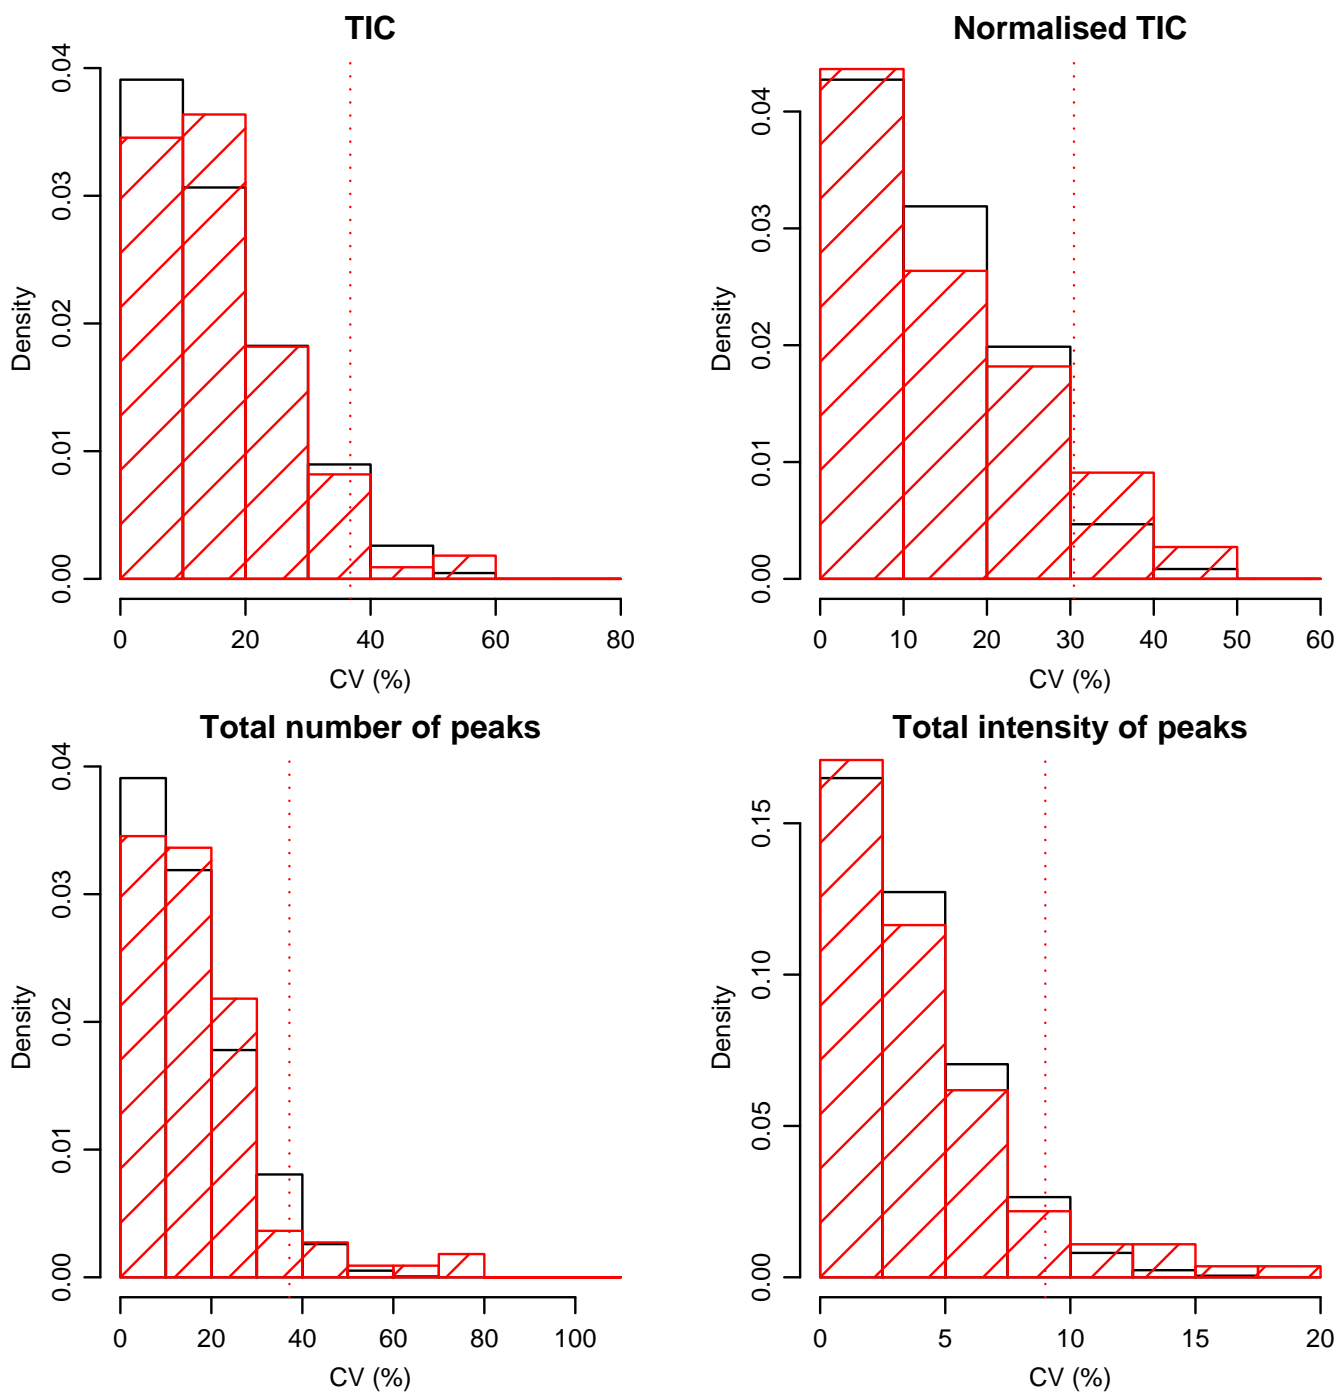 TIC
Density
0.00 0.01 0.02 0.03 0.04
0 20 40 60 80
CV (%)
Normalised TIC
Density
0.00 0.01 0.02 0.03 0.04
0 10 20 30 40 50 60
CV (%)
Total number of peaks
Density
0.00 0.01 0.02 0.03 0.04
0 20 40 60 80 100
CV (%)
Total intensity of peaks
Density
0.00 0.05 0.10 0.15
0 5 10 15 20
CV (%)